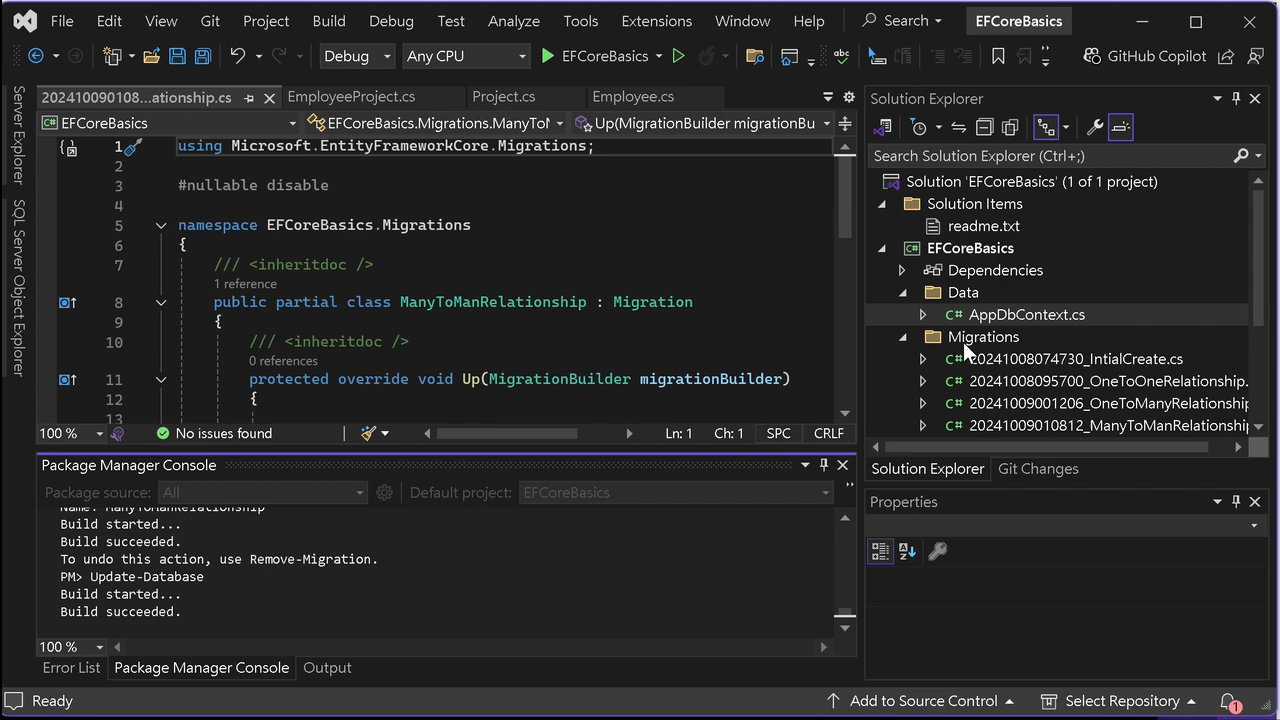 File Edit View Git Project Build Debug Test Analyze Tools Extensions Window Help Search EFCoreBasics
Debug Any CPU EFCoreBasics GitHub Copilot
Server Explorer
SQL Server Object Explorer
202410090108...ationship.cs EmployeeProject.cs Project.cs Employee.cs
EFCoreBasics EFCoreBasics.Migrations.ManyToM Up(MigrationBuilder migrationBu
1 using Microsoft.EntityFrameworkCore.Migrations;
2
3 #nullable disable
4
5 namespace EFCoreBasics.Migrations
6 {
7 /// <inheritdoc />
1 reference
8 public partial class ManyToManRelationship : Migration
9 {
10 /// <inheritdoc />
0 references
11 protected override void Up(MigrationBuilder migrationBuilder)
12 {
13
100 % No issues found Ln: 1 Ch: 1 SPC CRLF
Package Manager Console
Package source: All Default project: EFCoreBasics
Name: ManyToManRelationship
Build started...
Build succeeded.
To undo this action, use Remove-Migration.
PM> Update-Database
Build started...
Build succeeded.
100 %
Error List Package Manager Console Output
Solution Explorer
Search Solution Explorer (Ctrl+;)
Solution 'EFCoreBasics' (1 of 1 project)
Solution Items
readme.txt
EFCoreBasics
Dependencies
Data
C# AppDbContext.cs
Migrations
C# 20241008074730_IntialCreate.cs
C# 20241008095700_OneToOneRelationship.
C# 20241009001206_OneToManyRelationship
C# 20241009010812_ManyToManRelationship
Solution Explorer Git Changes
Properties
Ready Add to Source Control Select Repository 1